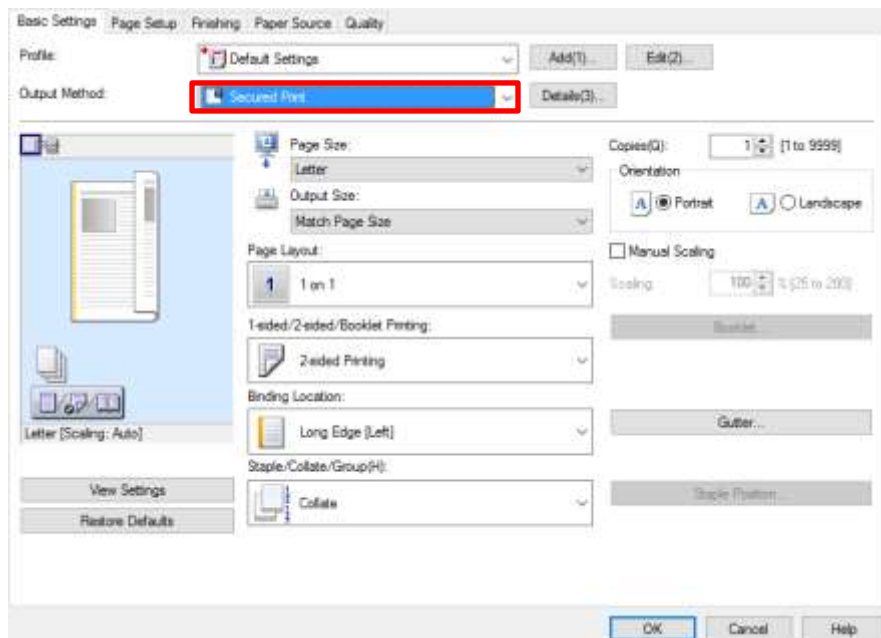 Basic Settings Page Setup Finishing Paper Source Quality
Profile: Default Settings Add(1)... Edit(2)...
Output Method: Secured Print Details(3)...
Page Size: Copies(Q): 1 [1 to 9999]
Letter Orientation
Output Size: A Portrait A Landscape
Match Page Size
Page Layout: Manual Scaling
1 1 on 1 Scaling: 100 % [25 to 200]
1-sided/2-sided/Booklet Printing: Booklet...
2-sided Printing
Binding Location:
Long Edge [Left] Gutter...
Letter [Scaling: Auto]
Staple/Collate/Group(H):
View Settings Collate Staple Position...
Restore Defaults
OK Cancel Help